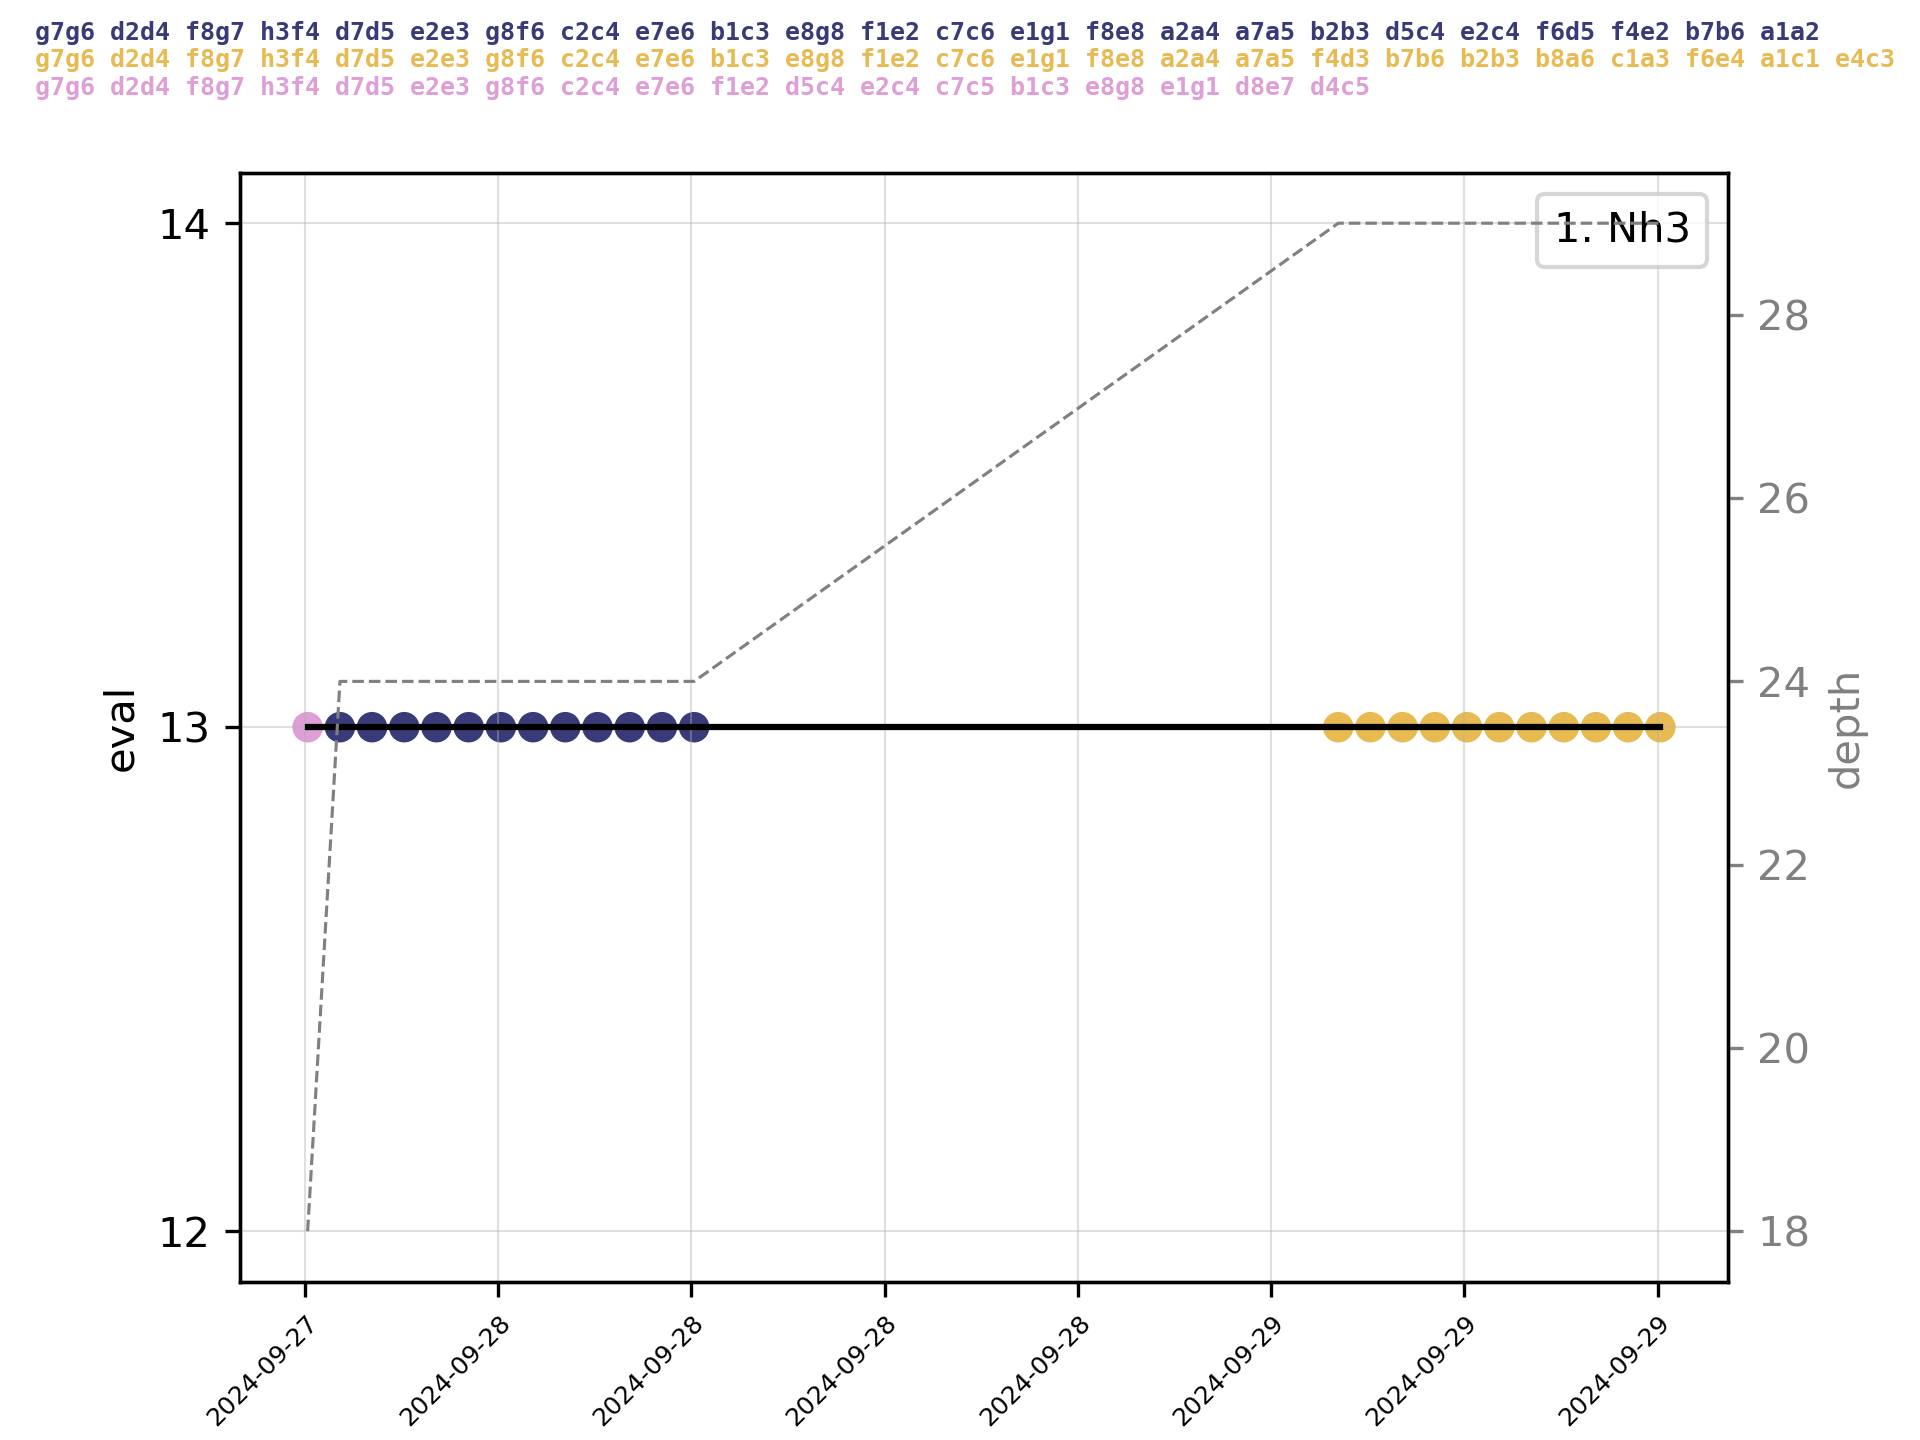 g7g6 d2d4 f8g7 h3f4 d7d5 e2e3 g8f6 c2c4 e7e6 b1c3 e8g8 f1e2 c7c6 e1g1 f8e8 a2a4 a7a5 b2b3 d5c4 e2c4 f6d5 f4e2 b7b6 a1a2
g7g6 d2d4 f8g7 h3f4 d7d5 e2e3 g8f6 c2c4 e7e6 b1c3 e8g8 f1e2 c7c6 e1g1 f8e8 a2a4 a7a5 f4d3 b7b6 b2b3 b8a6 c1a3 f6e4 a1c1 e4c3
g7g6 d2d4 f8g7 h3f4 d7d5 e2e3 g8f6 c2c4 e7e6 f1e2 d5c4 e2c4 c7c5 b1c3 e8g8 e1g1 d8e7 d4c5
1. Nh3
14
13
12
eval
28
26
24
22
20
18
depth
2024-09-27
2024-09-28
2024-09-28
2024-09-28
2024-09-28
2024-09-29
2024-09-29
2024-09-29